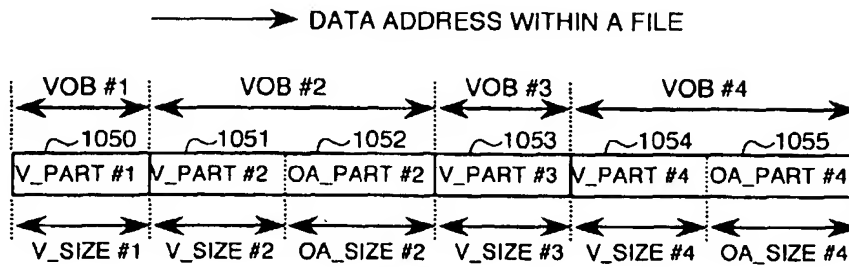 DATA ADDRESS WITHIN A FILE
VOB #1 VOB #2 VOB #3 VOB #4
1050 1051 1052 1053 1054 1055
V_PART #1 V_PART #2 OA_PART #2 V_PART #3 V_PART #4 OA_PART #4
V_SIZE #1 V_SIZE #2 OA_SIZE #2 V_SIZE #3 V_SIZE #4 OA_SIZE #4